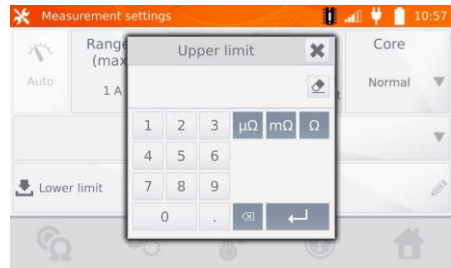 Measurement settings 10:57
Range
(max
1 A
Auto
Upper limit
Core
Normal
1 2 3 µΩ mΩ Ω
4 5 6
7 8 9
0 .
Lower limit